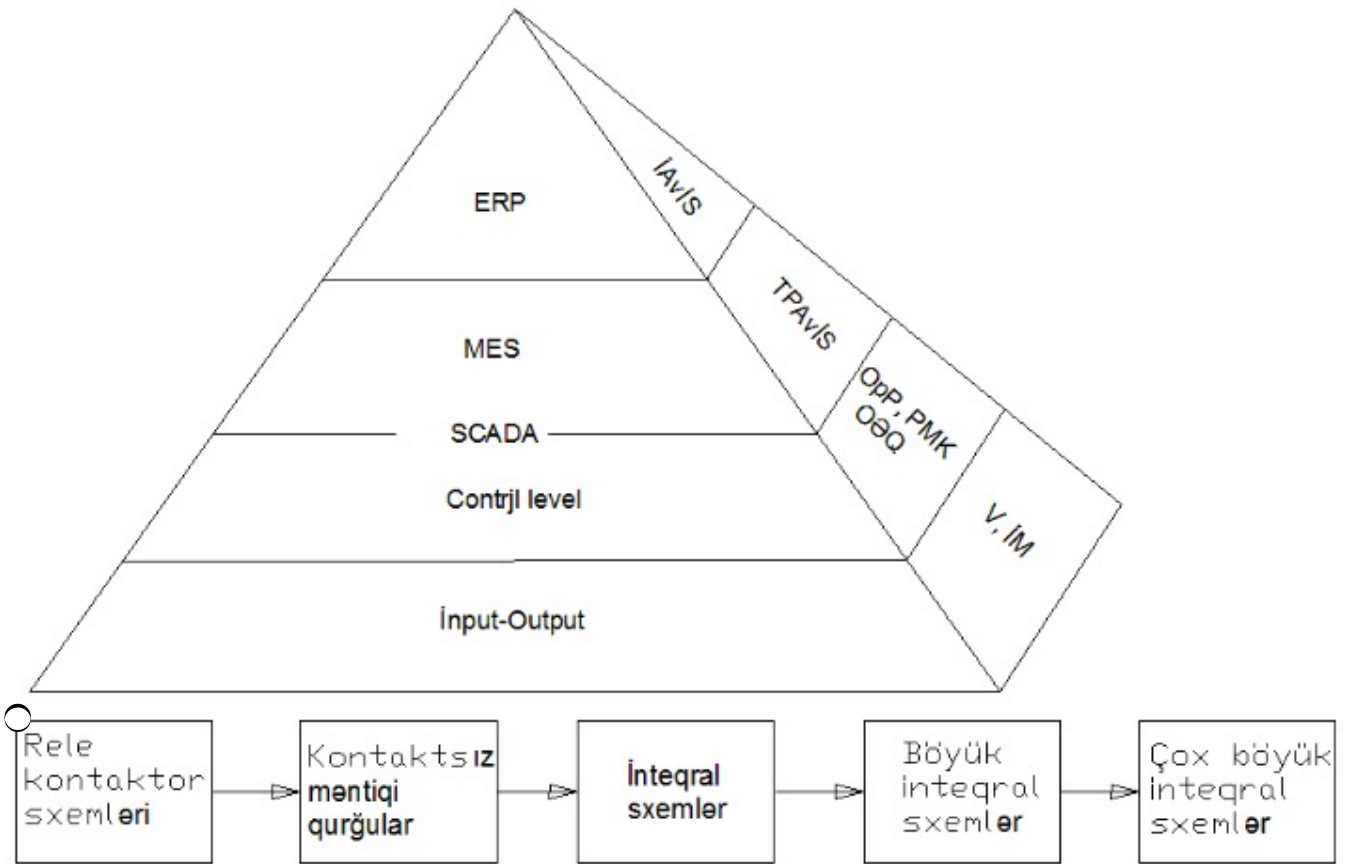 ERP
İAvİS
MES
TPAvİS
SCADA
OpP, PMK
OƏQ
Contrjl level
V, İM
İnput-Output
Rele
kontaktor
sxemləri
Kontaktsız
məntiqi
qurğular
İnteqral
sxemlər
Böyük
inteqral
sxemlər
Çox böyük
inteqral
sxemlər